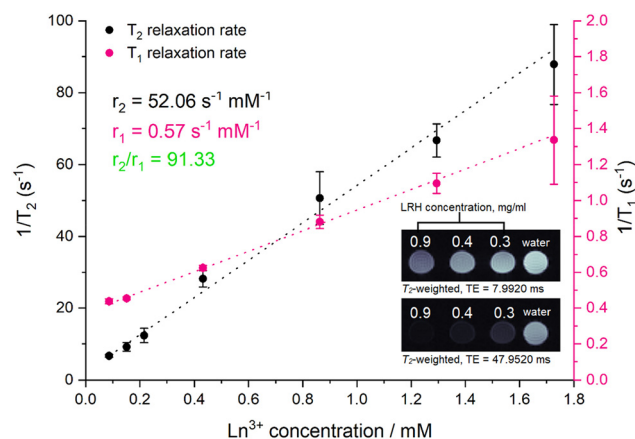 T₂ relaxation rate
T₁ relaxation rate
r₂ = 52.06 s⁻¹ mM⁻¹
r₁ = 0.57 s⁻¹ mM⁻¹
r₂/r₁ = 91.33
1/T₂ (s⁻¹)
100
80
60
40
20
0
1/T₁ (s⁻¹)
2.0
1.8
1.6
1.4
1.2
1.0
0.8
0.6
0.4
0.2
0.0
LRH concentration, mg/ml
0.9 0.4 0.3 water
T₂-weighted, TE = 7.9920 ms
0.9 0.4 0.3 water
T₂-weighted, TE = 47.9520 ms
0.0 0.2 0.4 0.6 0.8 1.0 1.2 1.4 1.6 1.8
Ln³⁺ concentration / mM